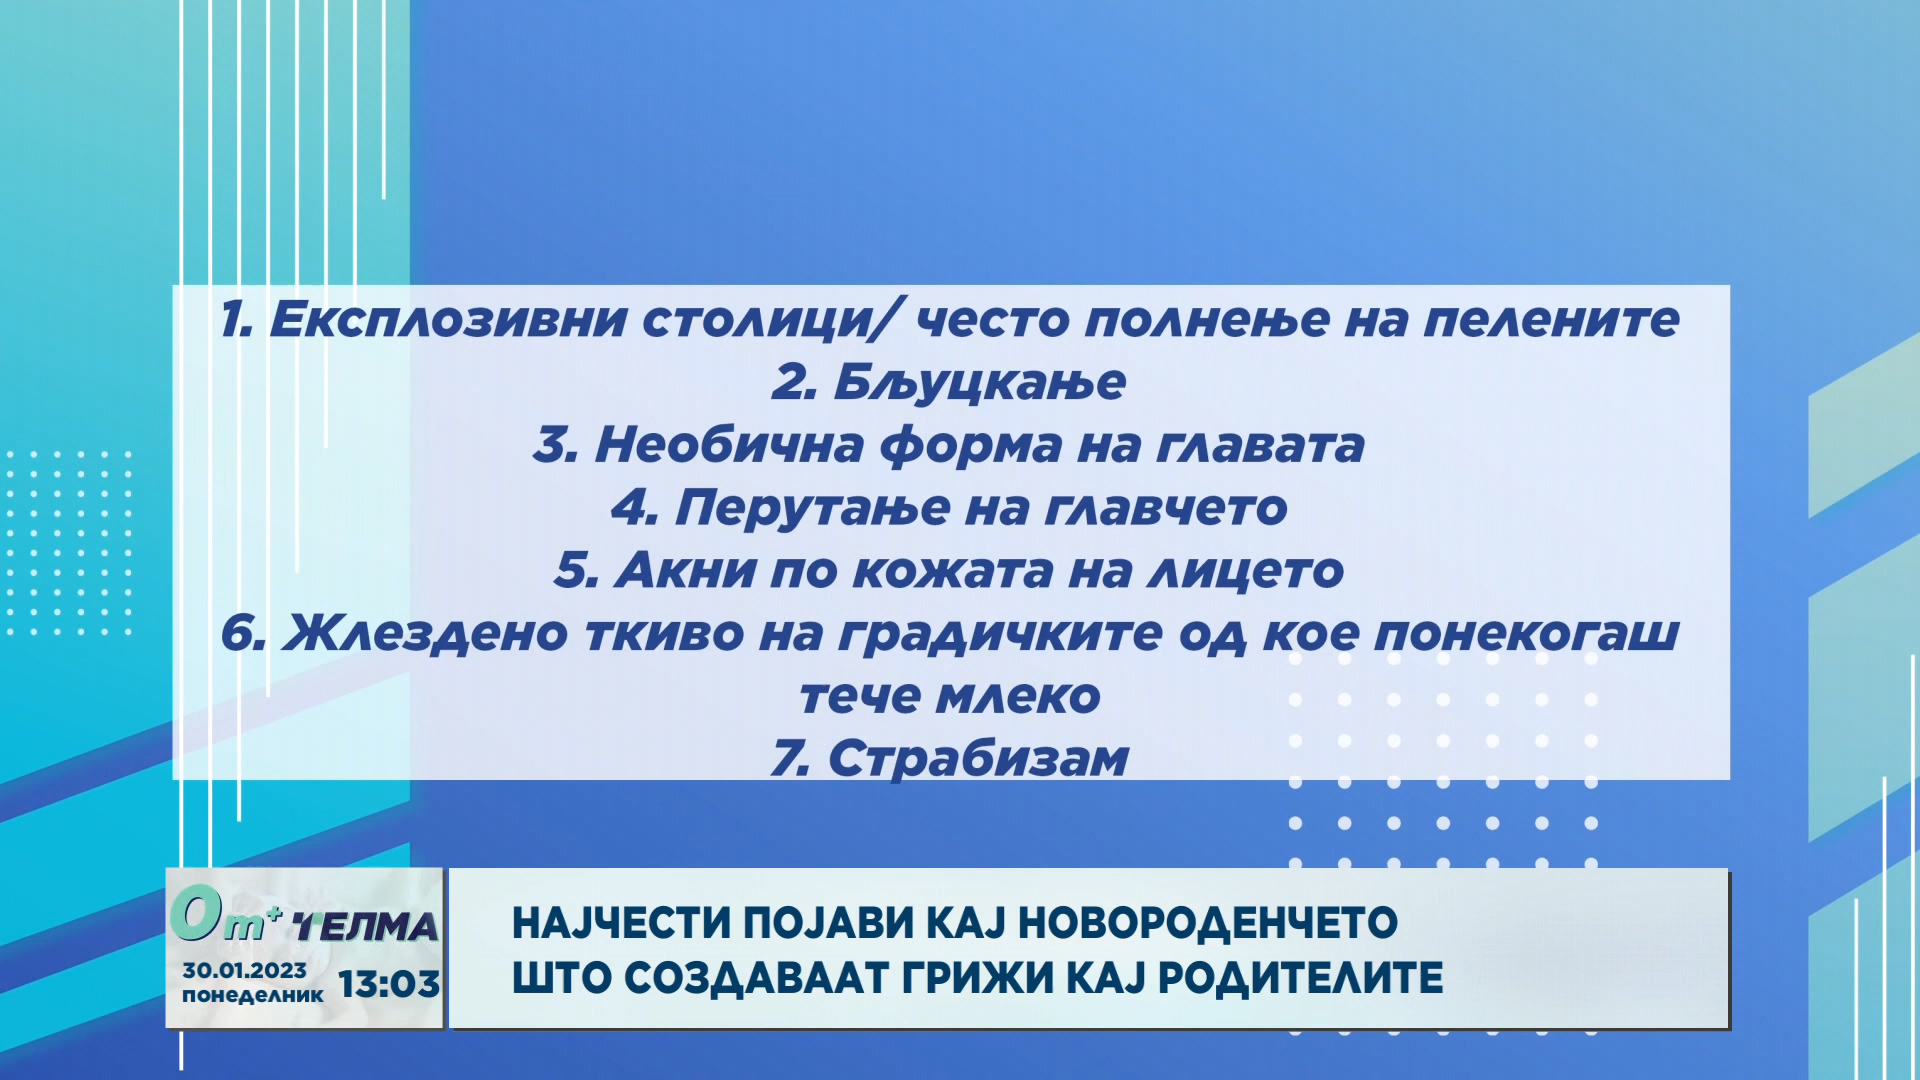 1. Експлозивни столици/ често полнење на пелените
2. Бљуцкање
3. Необична форма на главата
4. Перутање на главчето
5. Акни по кожата на лицето
6. Жлездено ткиво на градичките од кое понекогаш
тече млеко
7. Страбизам
От+ ТЕЛМА
30.01.2023
понеделник 13:03
НАЈЧЕСТИ ПОЈАВИ КАЈ НОВОРОДЕНЧЕТО
ШТО СОЗДАВААТ ГРИЖИ КАЈ РОДИТЕЛИТЕ